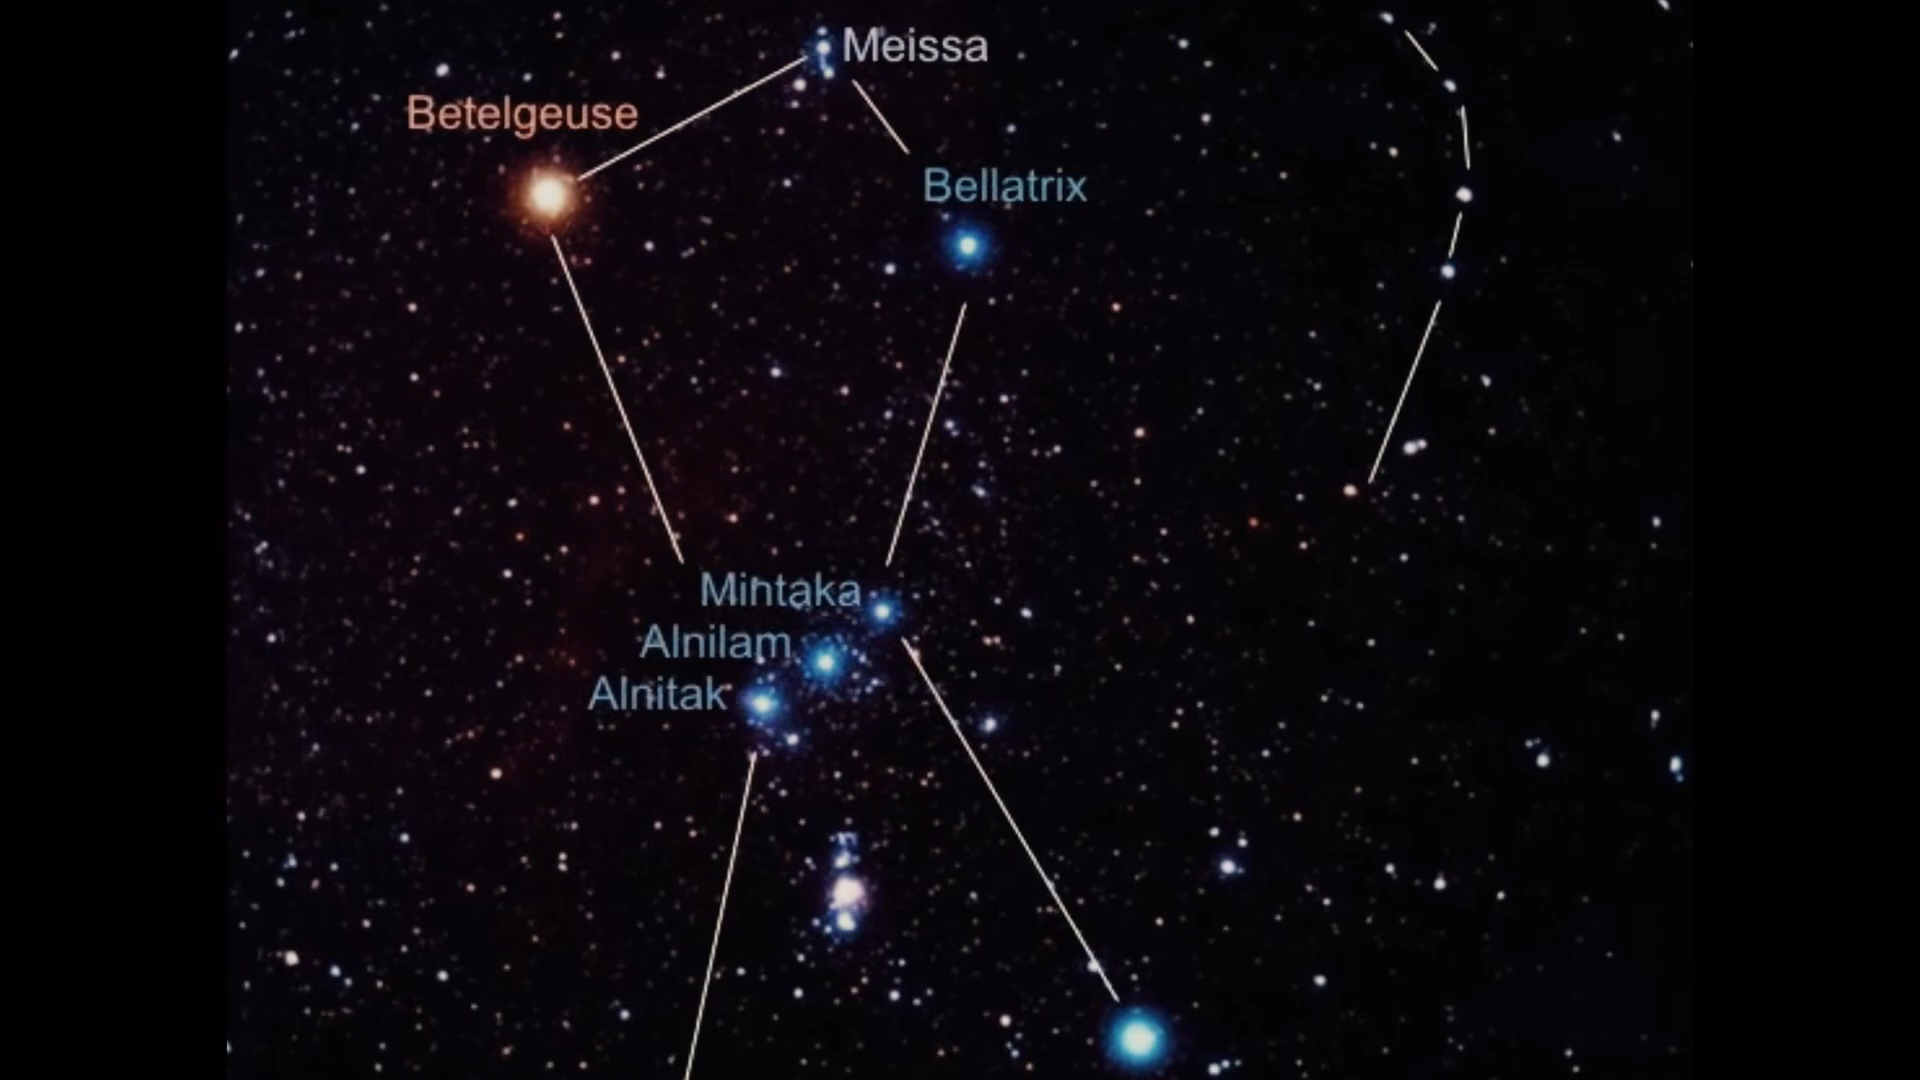 Meissa
Betelgeuse
Bellatrix
Mintaka
Alnilam
Alnitak